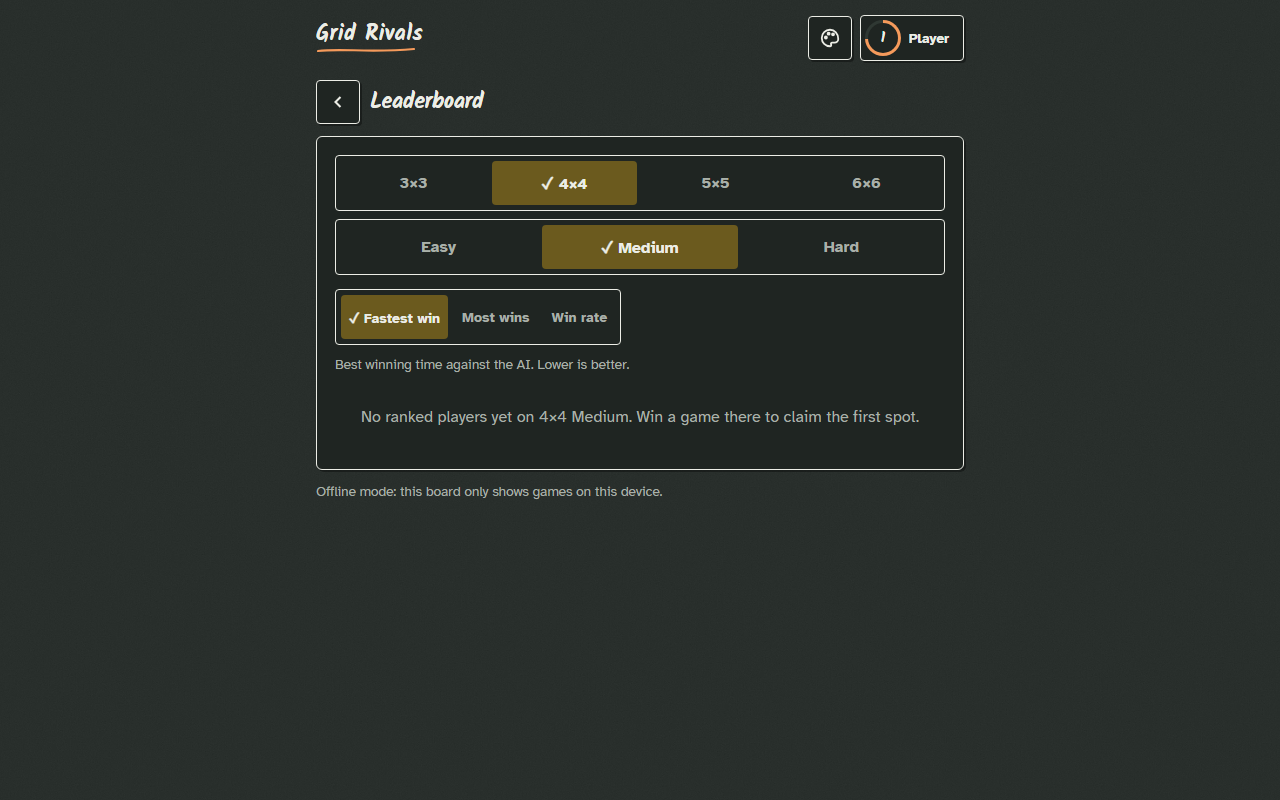 Grid Rivals
1 Player
Leaderboard
3×3 ✓ 4×4 5×5 6×6
Easy ✓ Medium Hard
✓ Fastest win Most wins Win rate
Best winning time against the AI. Lower is better.
No ranked players yet on 4×4 Medium. Win a game there to claim the first spot.
Offline mode: this board only shows games on this device.